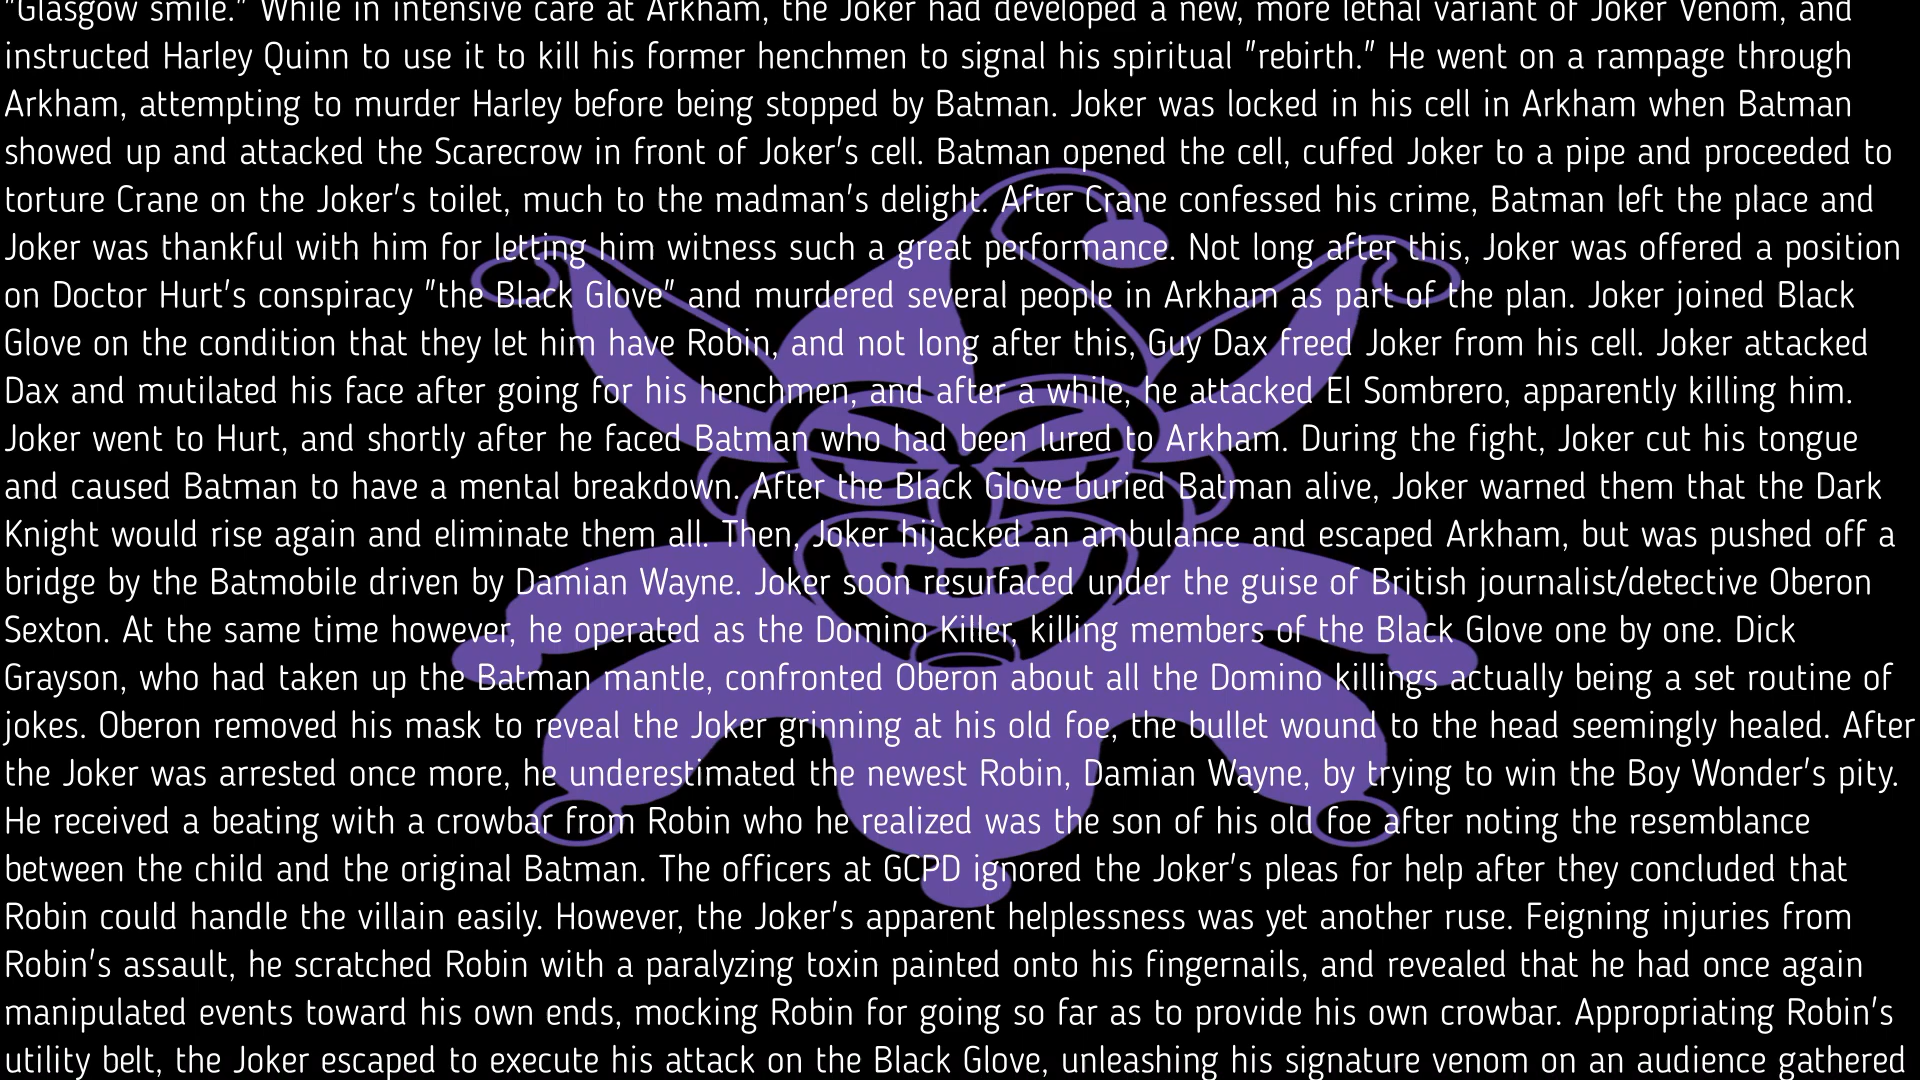 "Glasgow smile." While in intensive care at Arkham, the Joker had developed a new, more lethal variant of Joker Venom, and
instructed Harley Quinn to use it to kill his former henchmen to signal his spiritual "rebirth." He went on a rampage through
Arkham, attempting to murder Harley before being stopped by Batman. Joker was locked in his cell in Arkham when Batman
showed up and attacked the Scarecrow in front of Joker's cell. Batman opened the cell, cuffed Joker to a pipe and proceeded to
torture Crane on the Joker's toilet, much to the madman's delight. After Crane confessed his crime, Batman left the place and
Joker was thankful with him for letting him witness such a great performance. Not long after this, Joker was offered a position
on Doctor Hurt's conspiracy "the Black Glove" and murdered several people in Arkham as part of the plan. Joker joined Black
Glove on the condition that they let him have Robin, and not long after this, Guy Dax freed Joker from his cell. Joker attacked
Dax and mutilated his face after going for his henchmen, and after a while, he attacked El Sombrero, apparently killing him.
Joker went to Hurt, and shortly after he faced Batman who had been lured to Arkham. During the fight, Joker cut his tongue
and caused Batman to have a mental breakdown. After the Black Glove buried Batman alive, Joker warned them that the Dark
Knight would rise again and eliminate them all. Then, Joker hijacked an ambulance and escaped Arkham, but was pushed off a
bridge by the Batmobile driven by Damian Wayne. Joker soon resurfaced under the guise of British journalist/detective Oberon
Sexton. At the same time however, he operated as the Domino Killer, killing members of the Black Glove one by one. Dick
Grayson, who had taken up the Batman mantle, confronted Oberon about all the Domino killings actually being a set routine of
jokes. Oberon removed his mask to reveal the Joker grinning at his old foe, the bullet wound to the head seemingly healed. After
the Joker was arrested once more, he underestimated the newest Robin, Damian Wayne, by trying to win the Boy Wonder's pity.
He received a beating with a crowbar from Robin who he realized was the son of his old foe after noting the resemblance
between the child and the original Batman. The officers at GCPD ignored the Joker's pleas for help after they concluded that
Robin could handle the villain easily. However, the Joker's apparent helplessness was yet another ruse. Feigning injuries from
Robin's assault, he scratched Robin with a paralyzing toxin painted onto his fingernails, and revealed that he had once again
manipulated events toward his own ends, mocking Robin for going so far as to provide his own crowbar. Appropriating Robin's
utility belt, the Joker escaped to execute his attack on the Black Glove, unleashing his signature venom on an audience gathered